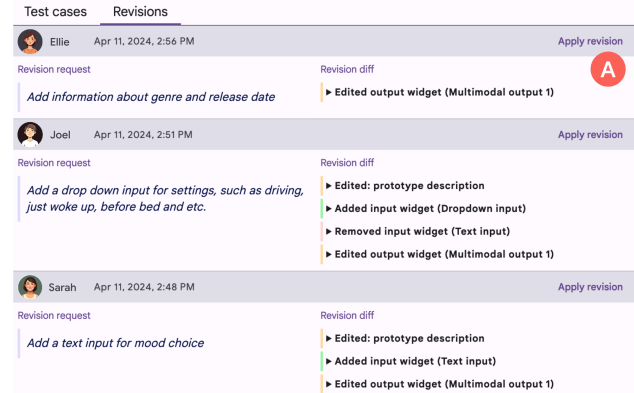 Test cases Revisions
Ellie Apr 11, 2024, 2:56 PM Apply revision
Revision request Revision diff
A
Add information about genre and release date
▶ Edited output widget (Multimodal output 1)
Joel Apr 11, 2024, 2:51 PM Apply revision
Revision request Revision diff
Add a drop down input for settings, such as driving,
just woke up, before bed and etc.
▶ Edited: prototype description
▶ Added input widget (Dropdown input)
▶ Removed input widget (Text input)
▶ Edited output widget (Multimodal output 1)
Sarah Apr 11, 2024, 2:48 PM Apply revision
Revision request Revision diff
Add a text input for mood choice
▶ Edited: prototype description
▶ Added input widget (Text input)
▶ Edited output widget (Multimodal output 1)